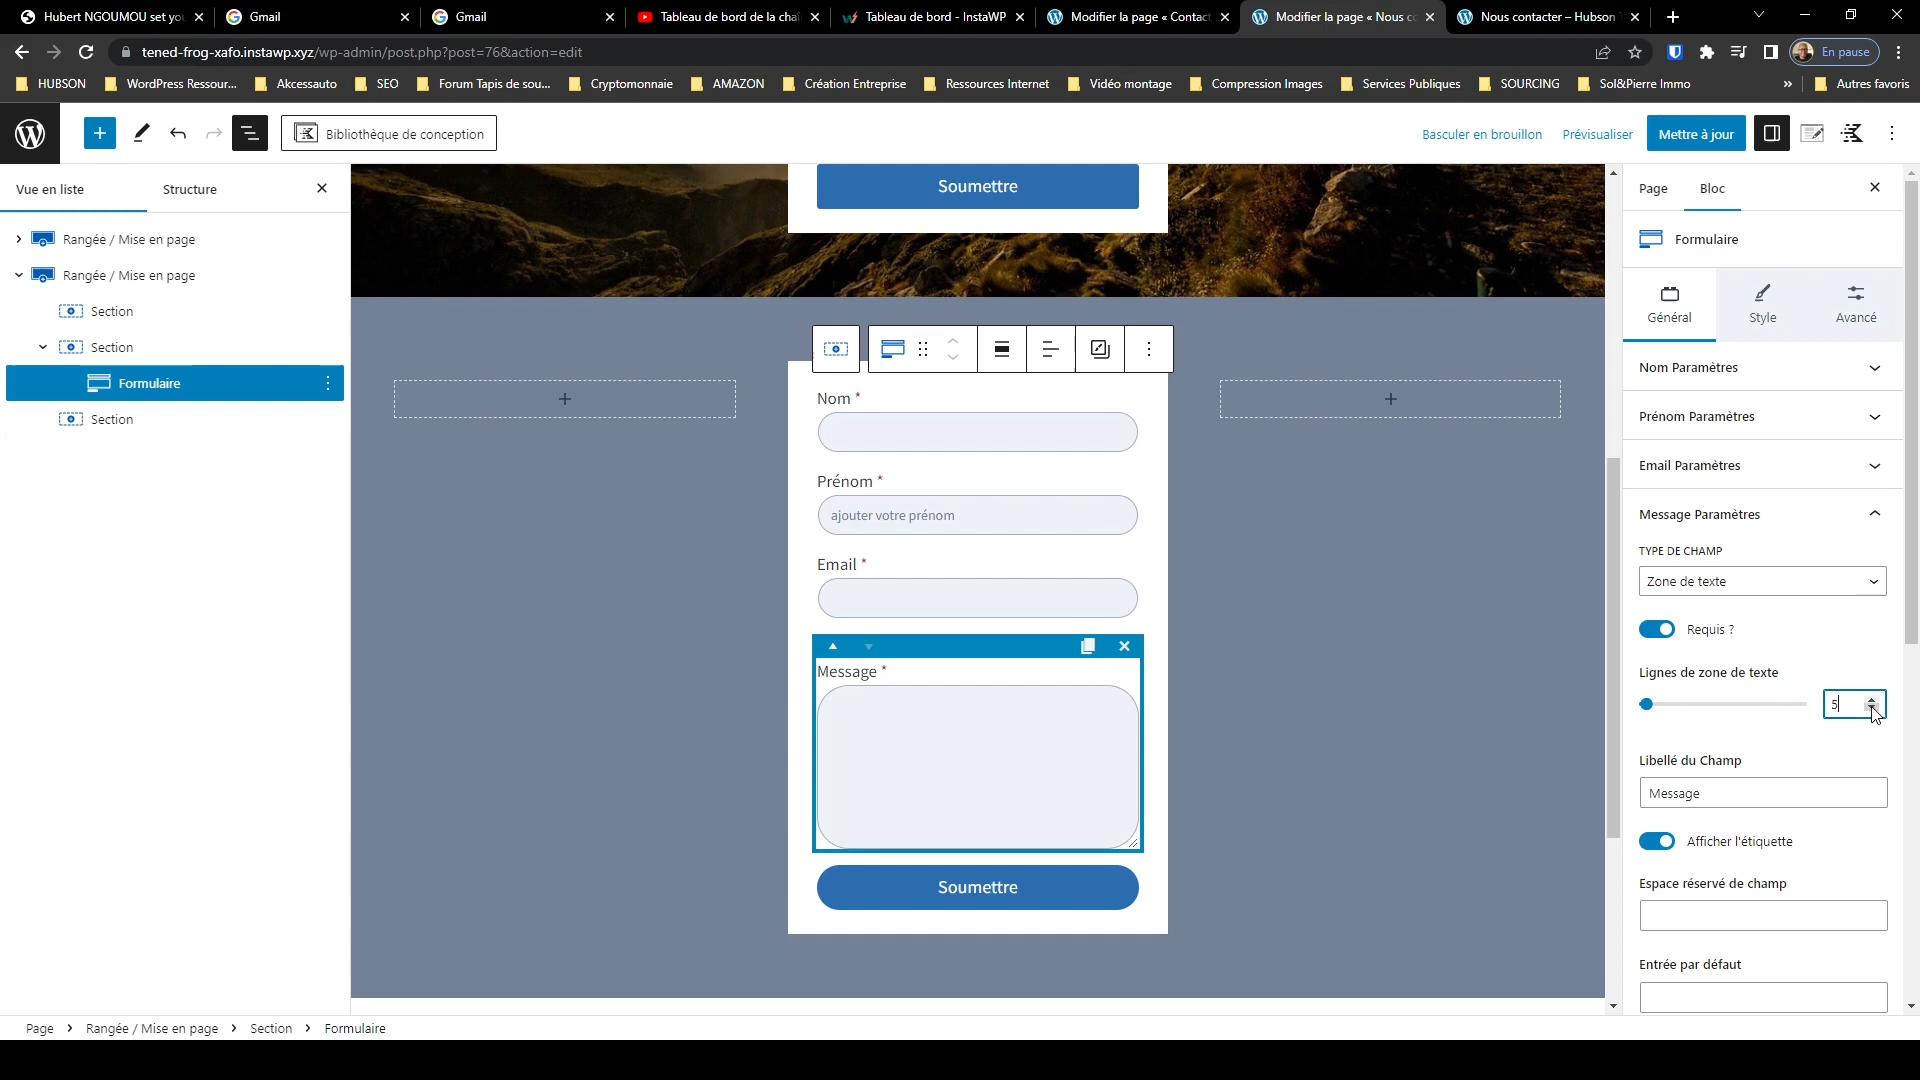 Hubert NGOUMOU set yo
Gmail
Gmail
Tableau de bord de la chaî
Tableau de bord - InstaWP
Modifier la page « Contact
Modifier la page « Nous c
Nous contacter – Hubson
tened-frog-xafo.instawp.xyz/wp-admin/post.php?post=76&action=edit
En pause
HUBSON
WordPress Ressour...
Akcessauto
SEO
Forum Tapis de sou...
Cryptomonnaie
AMAZON
Création Entreprise
Ressources Internet
Vidéo montage
Compression Images
Services Publiques
SOURCING
Sol&Pierre Immo
»
Autres favoris
Bibliothèque de conception
Basculer en brouillon
Prévisualiser
Mettre à jour
Vue en liste
Structure
Rangée / Mise en page
Rangée / Mise en page
Section
Section
Formulaire
Section
Soumettre
Nom *
Prénom *
ajouter votre prénom
Email *
Message *
Soumettre
Page
Bloc
Formulaire
Général
Style
Avancé
Nom Paramètres
Prénom Paramètres
Email Paramètres
Message Paramètres
TYPE DE CHAMP
Zone de texte
Requis ?
Lignes de zone de texte
5
Libellé du Champ
Message
Afficher l'étiquette
Espace réservé de champ
Entrée par défaut
Page > Rangée / Mise en page > Section > Formulaire